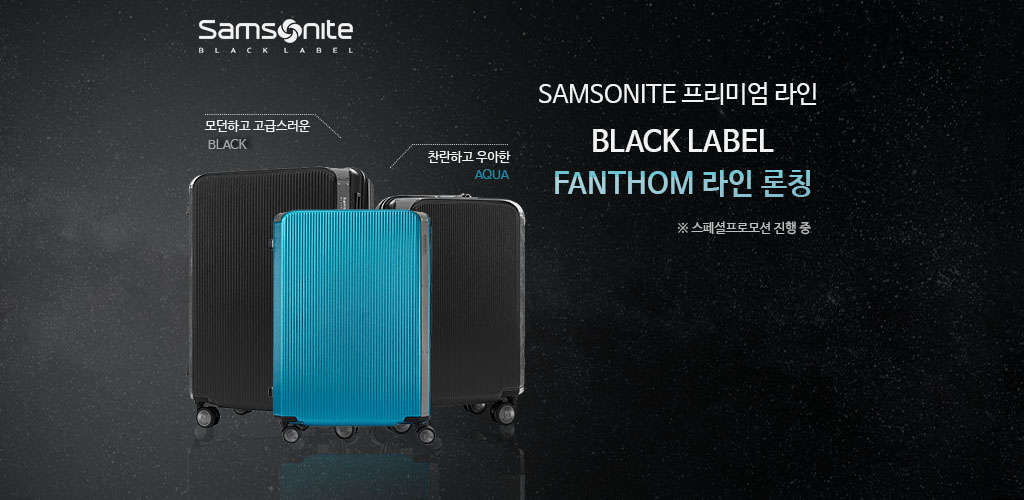 Samsonite
BLACK LABEL
SAMSONITE 프리미엄 라인
BLACK LABEL
FANTHOM 라인 론칭
※ 스페셜프로모션 진행 중
모던하고 고급스러운
BLACK
찬란하고 우아한
AQUA